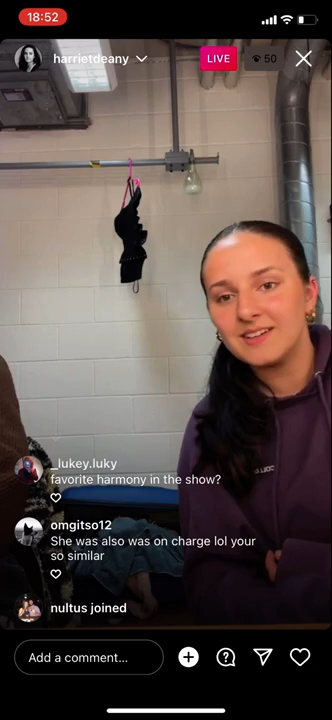 18:52
harrietdeany
LIVE
50
_lukey.luky
favorite harmony in the show?
omgitso12
She was also was on charge lol your
so similar
nultus joined
Add a comment...